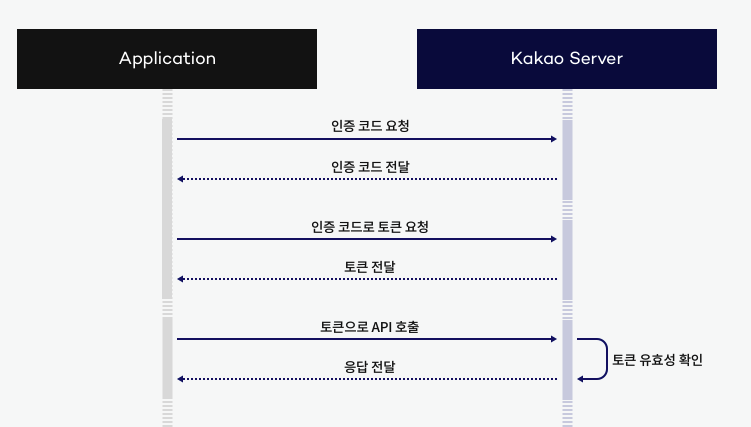 Application
Kakao Server
인증 코드 요청
인증 코드 전달
인증 코드로 토큰 요청
토큰 전달
토큰으로 API 호출
토큰 유효성 확인
응답 전달